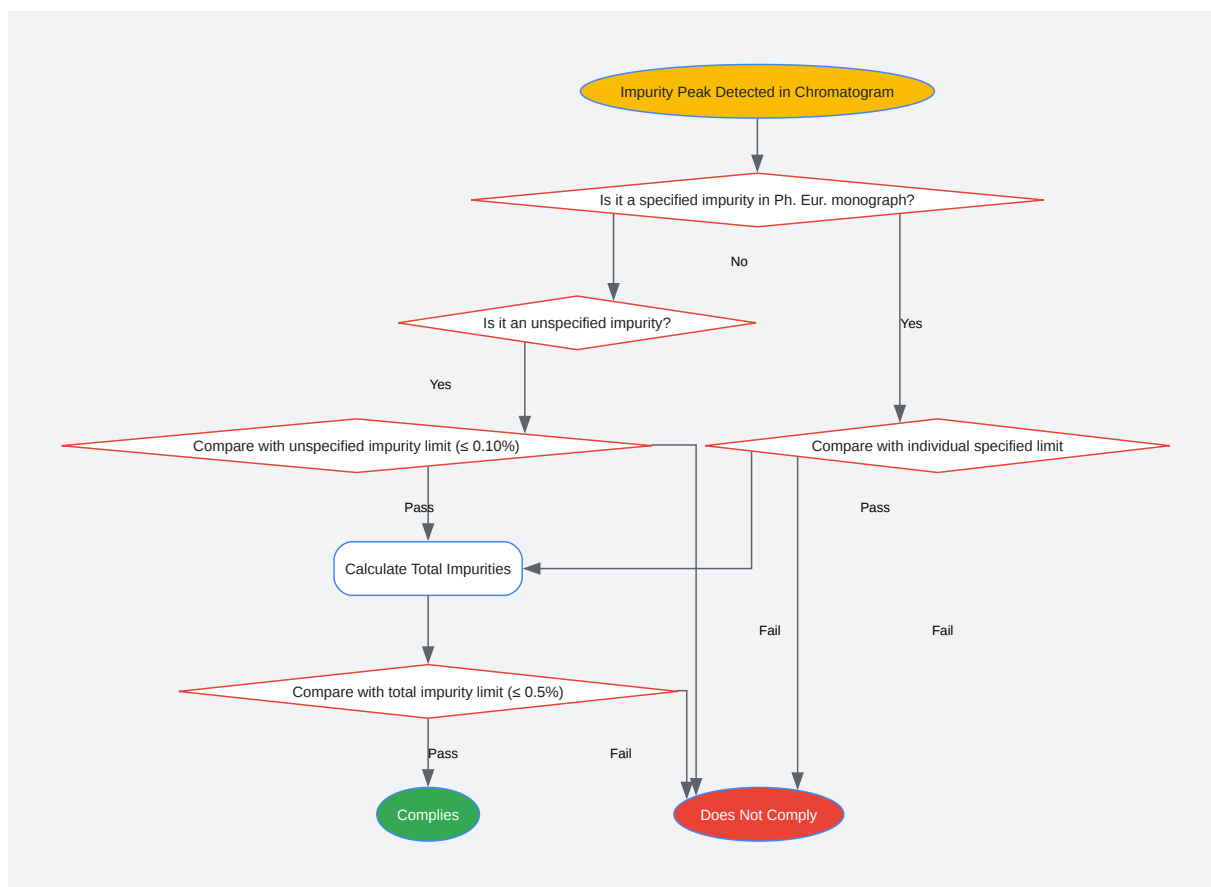 Impurity Peak Detected in Chromatogram
Is it a specified impurity in Ph. Eur. monograph?
No
Is it an unspecified impurity?
Yes
Yes
Compare with unspecified impurity limit (≤ 0.10%)
Compare with individual specified limit
Pass
Pass
Calculate Total Impurities
Fail
Fail
Compare with total impurity limit (≤ 0.5%)
Pass
Fail
Complies
Does Not Comply